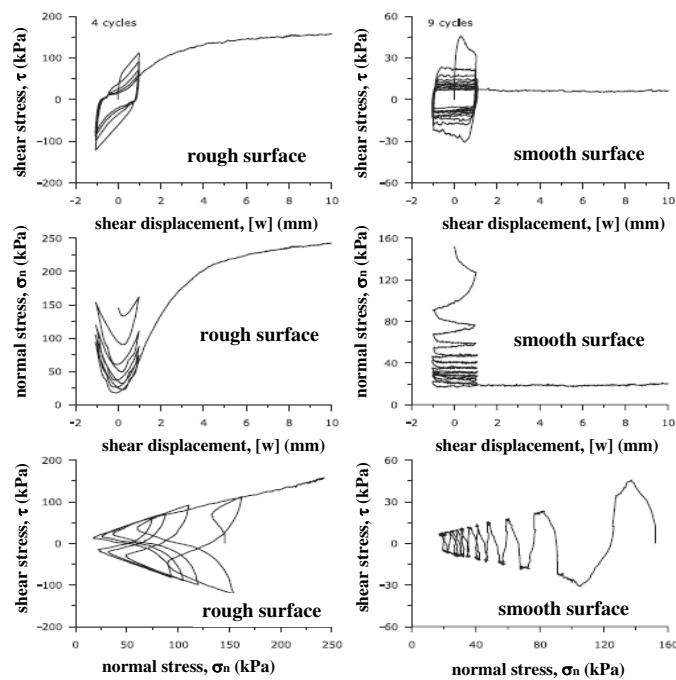 4 cycles
shear stress, τ (kPa)
200
100
0
-100
-200
rough surface
-2 0 2 4 6 8 10
shear displacement, [w] (mm)
9 cycles
shear stress, τ (kPa)
60
30
0
-30
-60
smooth surface
-2 0 2 4 6 8 10
shear displacement, [w] (mm)
normal stress, σn (kPa)
250
200
150
100
50
0
rough surface
-2 0 2 4 6 8 10
shear displacement, [w] (mm)
normal stress, σn (kPa)
160
120
80
40
0
smooth surface
-2 0 2 4 6 8 10
shear displacement, [w] (mm)
shear stress, τ (kPa)
200
100
0
-100
-200
rough surface
0 50 100 150 200 250
normal stress, σn (kPa)
shear stress, τ (kPa)
60
30
0
-30
-60
smooth surface
0 40 80 120 160
normal stress, σn (kPa)